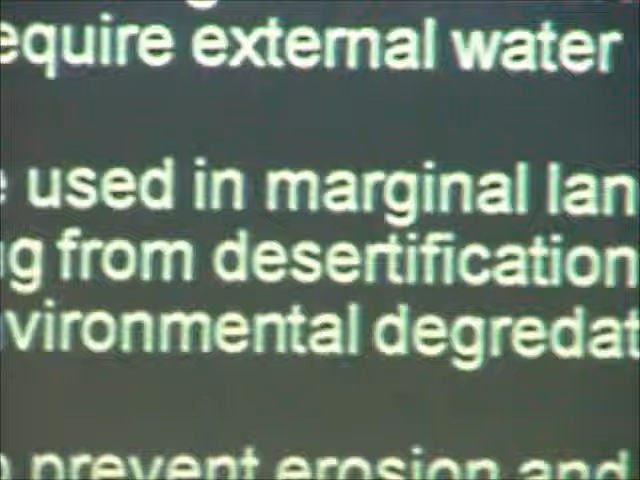 equire external water
used in marginal lan
g from desertification
vironmental degredat
prevent erosion and